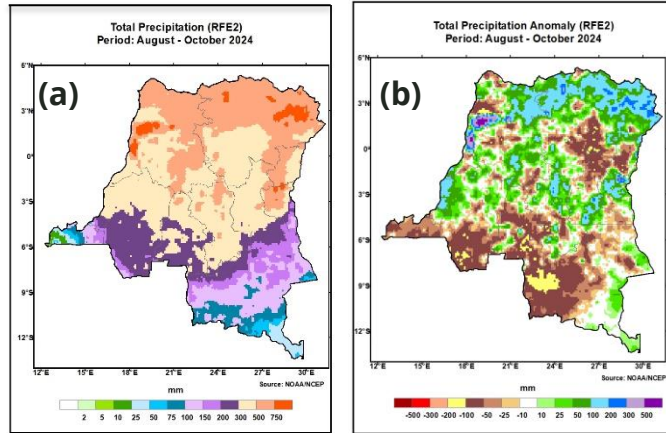 Total Precipitation (RFE2)
Period: August - October 2024
(a)
6°N
3°N
0°
3°S
6°S
9°S
12°S
12°E 15°E 18°E 21°E 24°E 27°E 30°E
Source: NOAA/NCEP
mm
2 5 10 25 50 75 100 150 200 300 500 750
Total Precipitation Anomaly (RFE2)
Period: August - October 2024
(b)
6°N
3°N
0°
3°S
6°S
9°S
12°S
12°E 15°E 18°E 21°E 24°E 27°E 30°E
Source: NOAA/NCEP
mm
-500 -300 -200 -100 -50 -25 -10 10 25 50 100 200 300 500